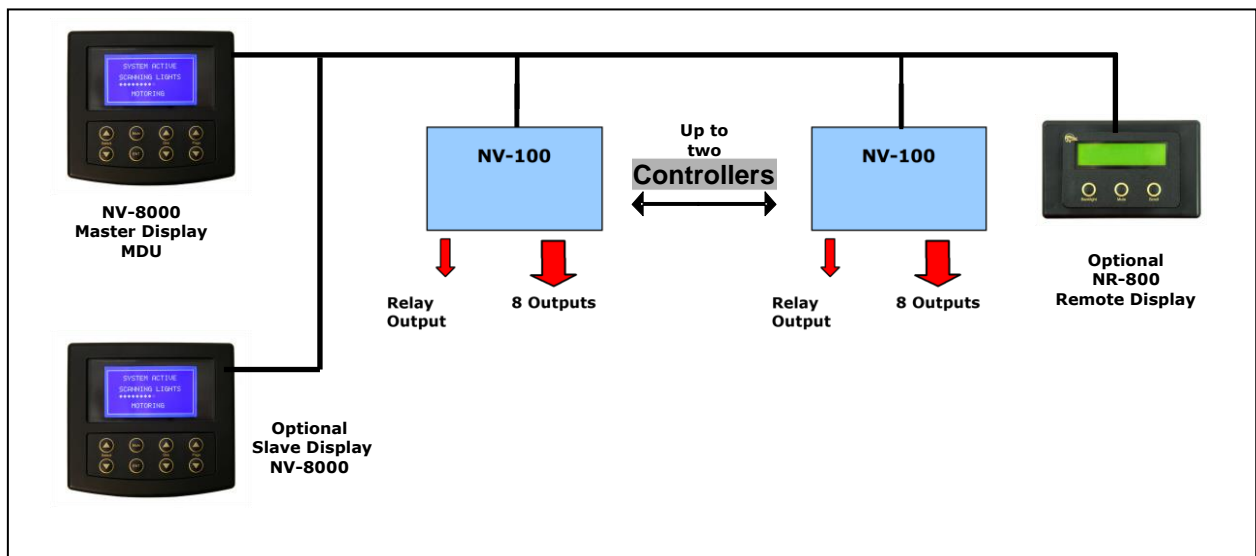 SYSTEM ACTIVE
SCANNING LIGHTS
MOTORING
NV-8000
Master Display
MDU
NV-100
Up to
two
Controllers
NV-100
Relay
Output
8 Outputs
Relay
Output
8 Outputs
Optional
NR-800
Remote Display
SYSTEM ACTIVE
SCANNING LIGHTS
MOTORING
Optional
Slave Display
NV-8000